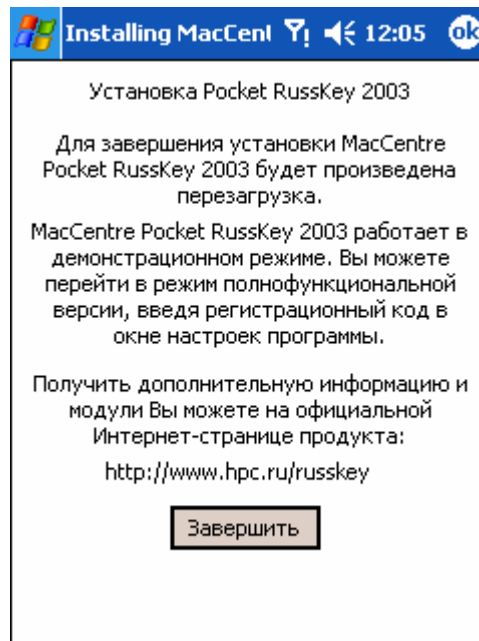 Installing MacCent 12:05 ok
Установка Pocket RussKey 2003
Для завершения установки MacCentre
Pocket RussKey 2003 будет произведена
перезагрузка.
MacCentre Pocket RussKey 2003 работает в
демонстрационном режиме. Вы можете
перейти в режим полнофункциональной
версии, введя регистрационный код в
окне настроек программы.
Получить дополнительную информацию и
модули Вы можете на официальной
Интернет-странице продукта:
http://www.hpc.ru/russkey
Завершить